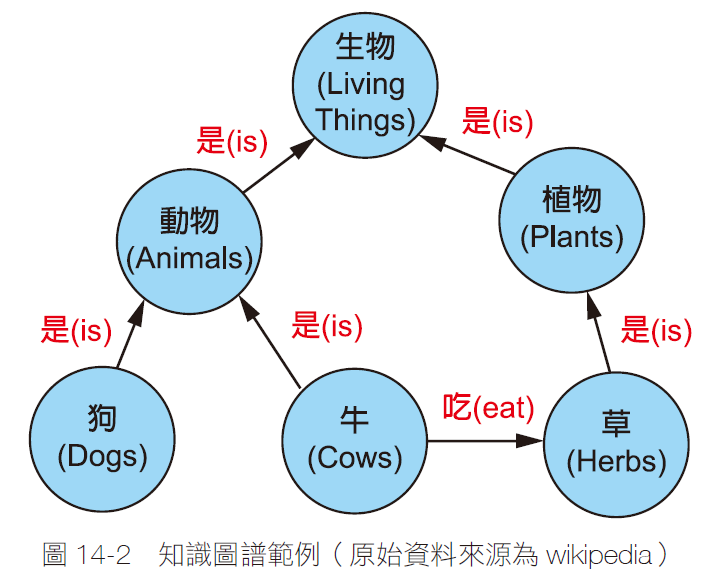 生物
(Living
Things)
是(is)
是(is)
動物
(Animals)
植物
(Plants)
是(is)
是(is)
是(is)
狗
(Dogs)
牛
(Cows)
吃(eat)
草
(Herbs)
圖 14-2　知識圖譜範例（原始資料來源為 wikipedia）